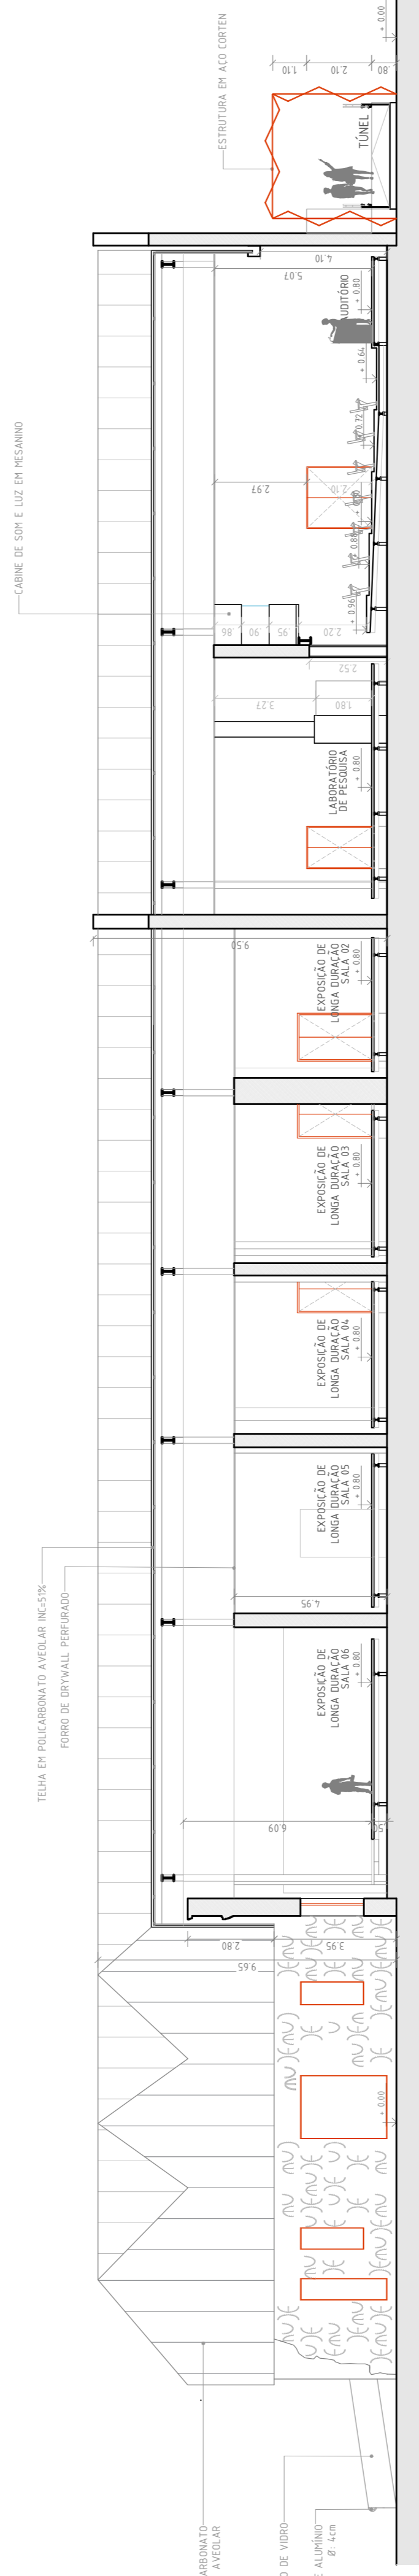 CABINE DE SOM E LUZ EM MESANINO
TELHA EM POLICARBONATO AVEOLAR INC=51%
FORRO DE DRYWALL PERFURADO
ESTRUTURA EM AÇO CORTEN
ARBONATO
AVEOLAR
O DE VIDRO
E ALUMÍNIO
Ø: 4cm
+ 0.00
9.65
2.80
3.95
6.09
EXPOSIÇÃO DE
LONGA DURAÇÃO
SALA 06
+ 0.80
4.95
EXPOSIÇÃO DE
LONGA DURAÇÃO
SALA 05
+ 0.80
EXPOSIÇÃO DE
LONGA DURAÇÃO
SALA 04
+ 0.80
EXPOSIÇÃO DE
LONGA DURAÇÃO
SALA 03
+ 0.80
EXPOSIÇÃO DE
LONGA DURAÇÃO
SALA 02
+ 0.80
9.50
LABORATÓRIO
DE PESQUISA
+ 0.80
3.27
1.80
2.52
86
90
95
2.20
+ 0.96
+ 0.88
0.72
+ 0.64
2.97
2.10
AUDITÓRIO
+ 0.80
5.07
4.10
TÚNEL
1.10
2.10
.80
+ 0.00